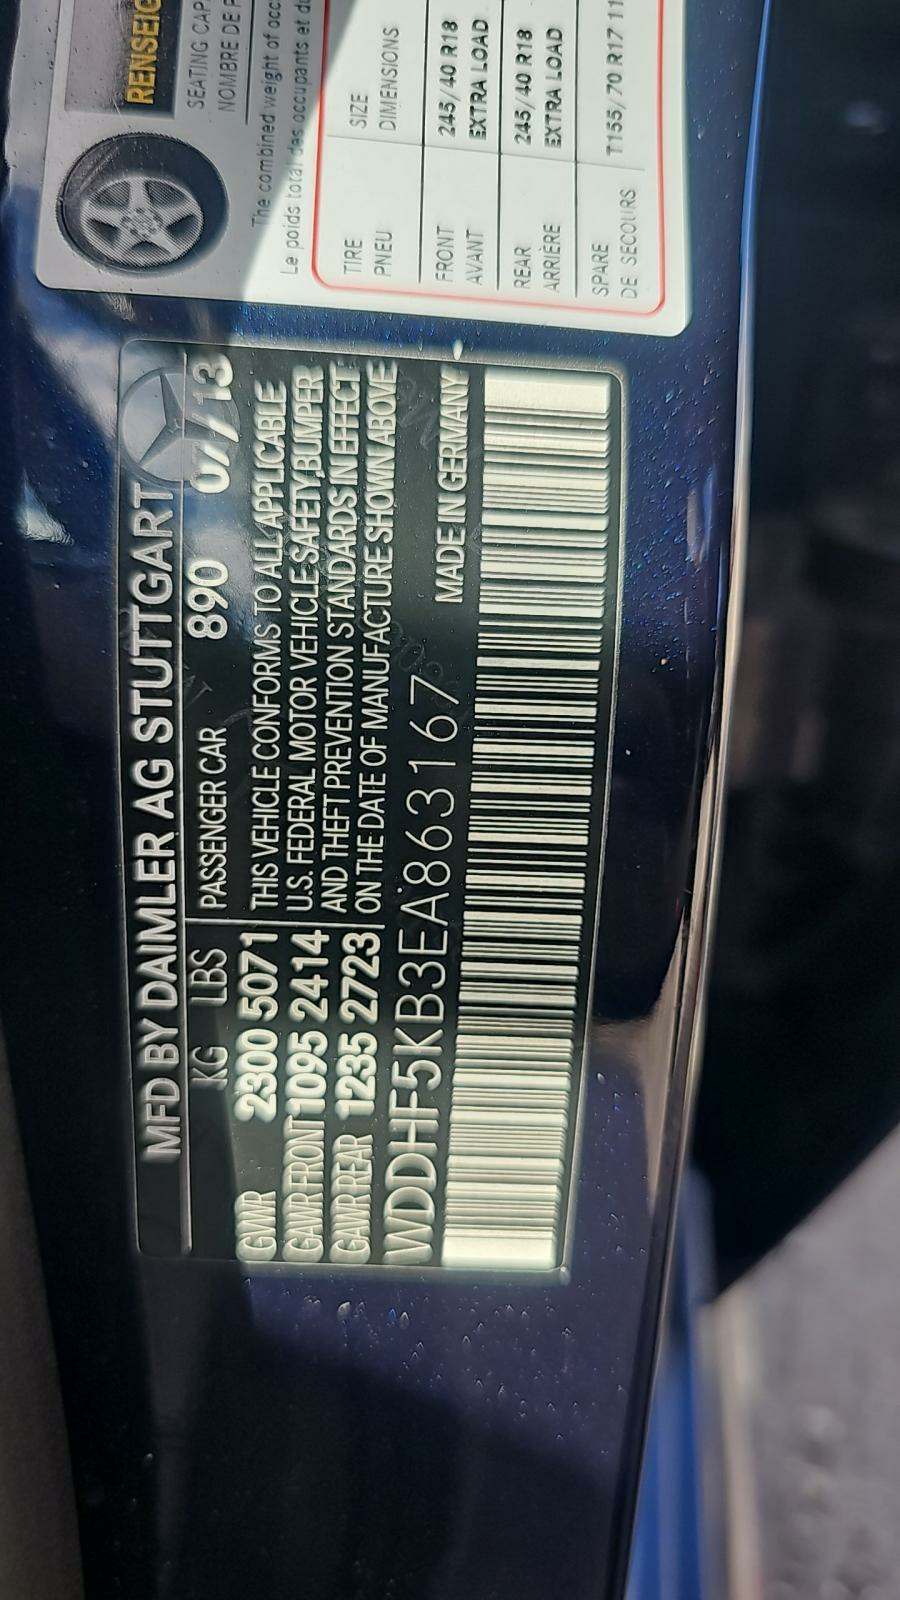 RENSEIG
SEATING CAP
NOMBRE DE P
The combined weight of occ
Le poids total des occupants et du
TIRE SIZE
PNEU DIMENSIONS
FRONT 245/40 R18
AVANT EXTRA LOAD
REAR 245/40 R18
ARRIÈRE EXTRA LOAD
SPARE T155/70 R17 11
DE SECOURS
MFD BY DAIMLER AG STUTTGART
KG LBS PASSENGER CAR 890 07/13
GVWR 2300 5071 THIS VEHICLE CONFORMS TO ALL APPLICABLE
GAWR FRONT 1095 2414 U.S. FEDERAL MOTOR VEHICLE SAFETY, BUMPER
GAWR REAR 1235 2723 AND THEFT PREVENTION STANDARDS IN EFFECT
ON THE DATE OF MANUFACTURE SHOWN ABOVE
WDDHF5KB3EA863167 MADE IN GERMANY